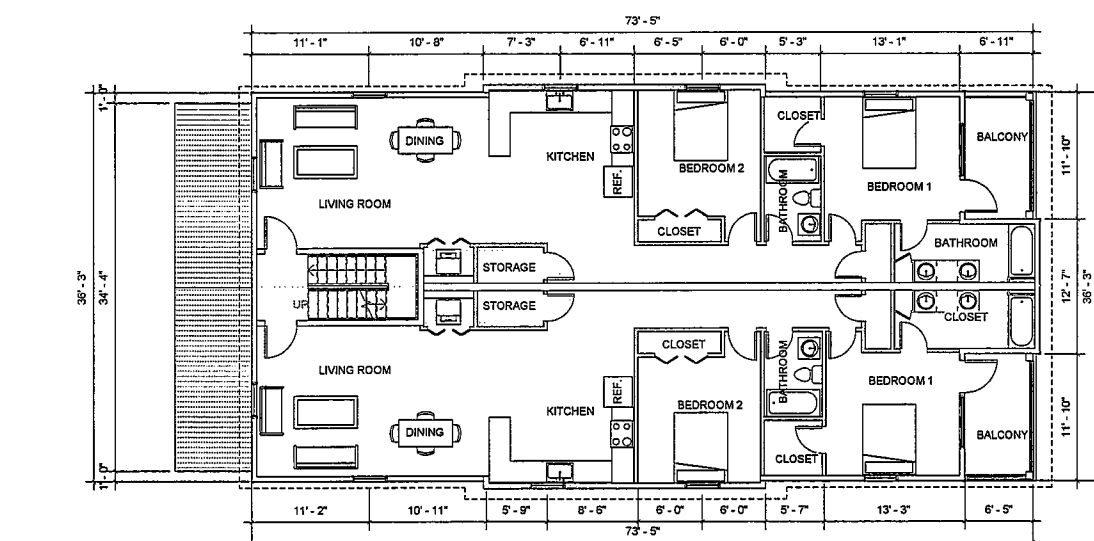 73' - 5"
11' - 1" 10' - 8" 7' - 3" 6' - 11" 6' - 5" 6' - 0" 5' - 3" 13' - 1" 6' - 11"
1' - 0"
CLOSET
DINING
BALCONY
KITCHEN
BEDROOM 2
11' - 10"
REF.
BATHROOM
BEDROOM 1
LIVING ROOM
CLOSET
BATHROOM
STORAGE
36' - 3"
34' - 4"
12' - 7"
36' - 3"
UP
STORAGE
CLOSET
CLOSET
LIVING ROOM
BATHROOM
BEDROOM 1
REF.
BEDROOM 2
KITCHEN
11' - 10"
DINING
BALCONY
CLOSET
1' - 0"
11' - 2" 10' - 11" 5' - 9" 8' - 6" 6' - 0" 6' - 0" 5' - 7" 13' - 3" 6' - 5"
73' - 5"